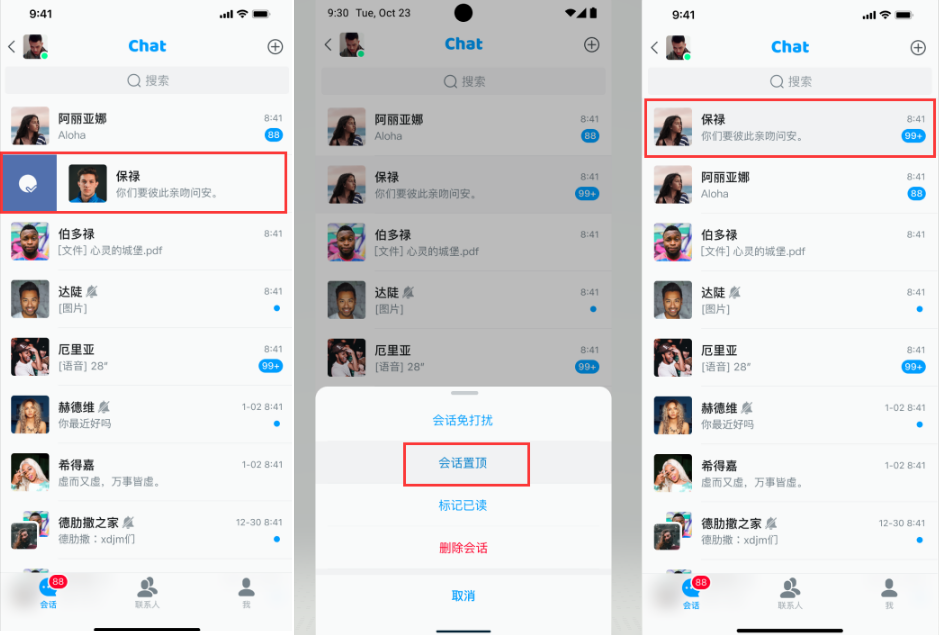 9:41
Chat
搜索
阿丽亚娜 8:41
Aloha 88
保禄
你们要彼此亲吻问安。
伯多禄 8:41
[文件] 心灵的城堡.pdf
达陡 8:41
[图片]
厄里亚 8:41
[语音] 28" 99+
赫德维 1-02 8:41
你最近好吗
希得嘉 1-02 8:41
虚而又虚，万事皆虚。
德肋撒之家 12-30 8:41
德肋撒：xdjm们
88
会话 联系人 我
9:30 Tue, Oct 23
Chat
搜索
阿丽亚娜 8:41
Aloha 88
保禄 8:41
你们要彼此亲吻问安。 99+
伯多禄 8:41
[文件] 心灵的城堡.pdf
达陡 8:41
[图片]
厄里亚 8:41
[语音] 28" 99+
会话免打扰
会话置顶
标记已读
删除会话
取消
9:41
Chat
搜索
保禄 8:41
你们要彼此亲吻问安。 99+
阿丽亚娜 8:41
Aloha 88
伯多禄 8:41
[文件] 心灵的城堡.pdf
达陡 8:41
[图片]
厄里亚 8:41
[语音] 28" 99+
赫德维 1-02 8:41
你最近好吗
希得嘉 1-02 8:41
虚而又虚，万事皆虚。
德肋撒之家 12-30 8:41
德肋撒：xdjm们
88
会话 联系人 我